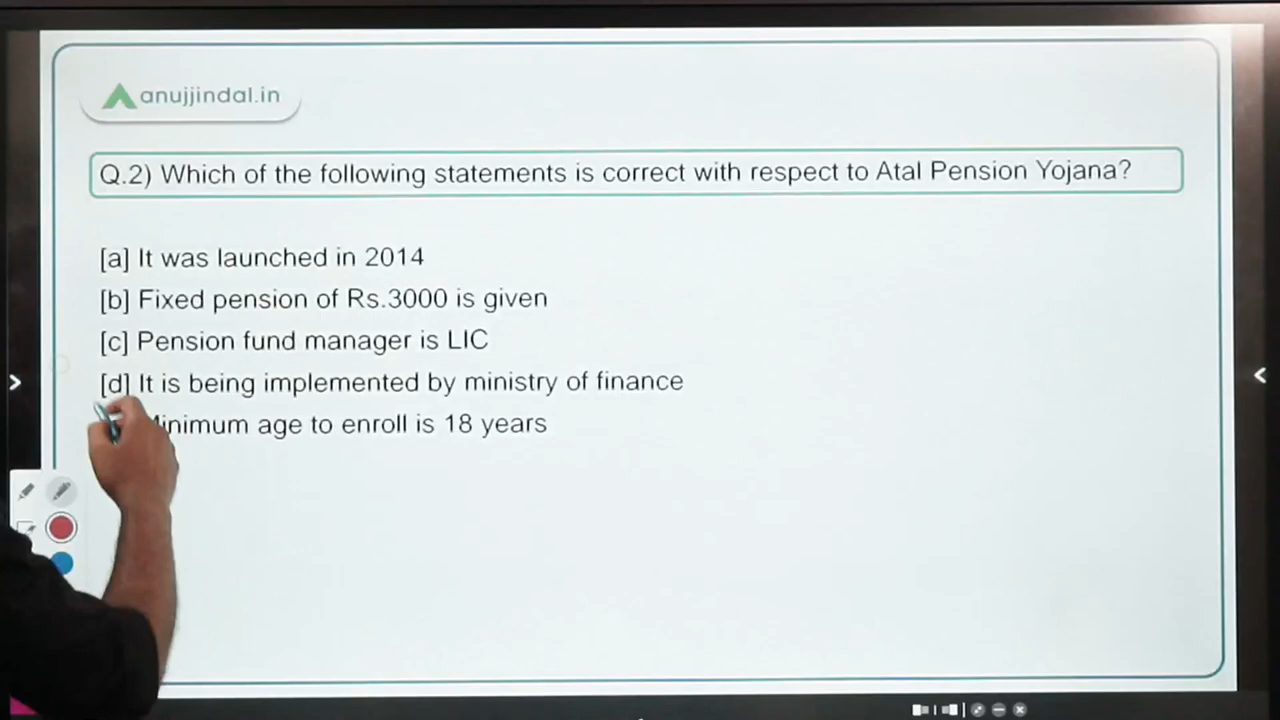 anujjindal.in
Q.2) Which of the following statements is correct with respect to Atal Pension Yojana?
[a] It was launched in 2014
[b] Fixed pension of Rs.3000 is given
[c] Pension fund manager is LIC
[d] It is being implemented by ministry of finance
Minimum age to enroll is 18 years